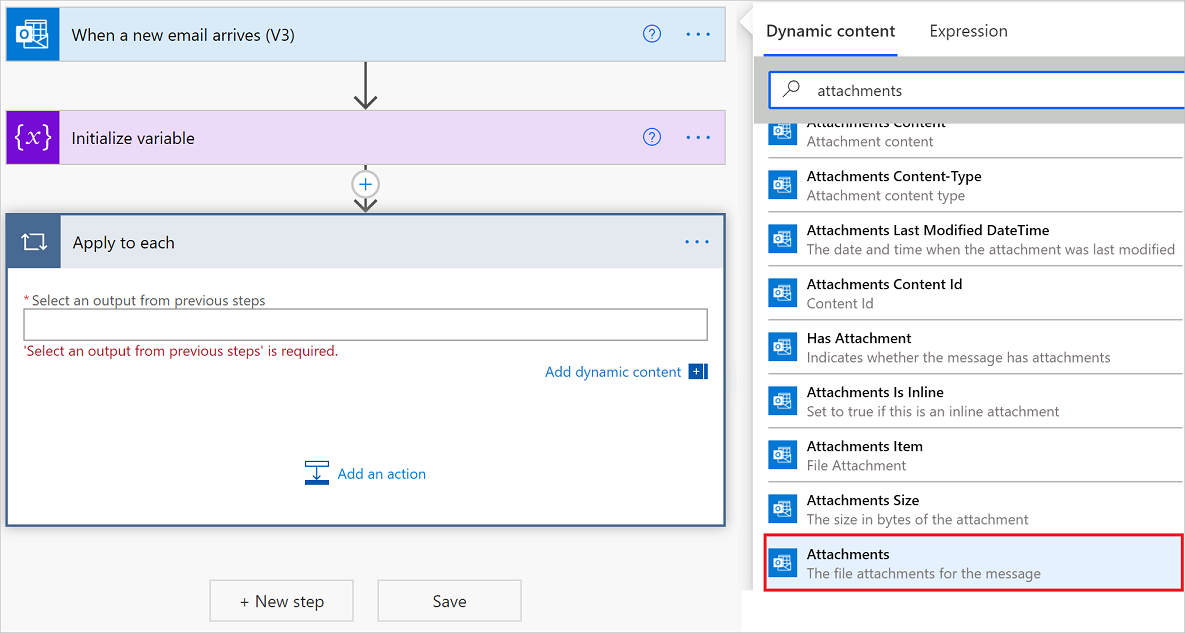 When a new email arrives (V3)
Initialize variable
Apply to each
* Select an output from previous steps
'Select an output from previous steps' is required.
Add dynamic content
Add an action
+ New step
Save
Dynamic content
Expression
attachments
Attachments Content
Attachment content
Attachments Content-Type
Attachment content type
Attachments Last Modified DateTime
The date and time when the attachment was last modified
Attachments Content Id
Content Id
Has Attachment
Indicates whether the message has attachments
Attachments Is Inline
Set to true if this is an inline attachment
Attachments Item
File Attachment
Attachments Size
The size in bytes of the attachment
Attachments
The file attachments for the message